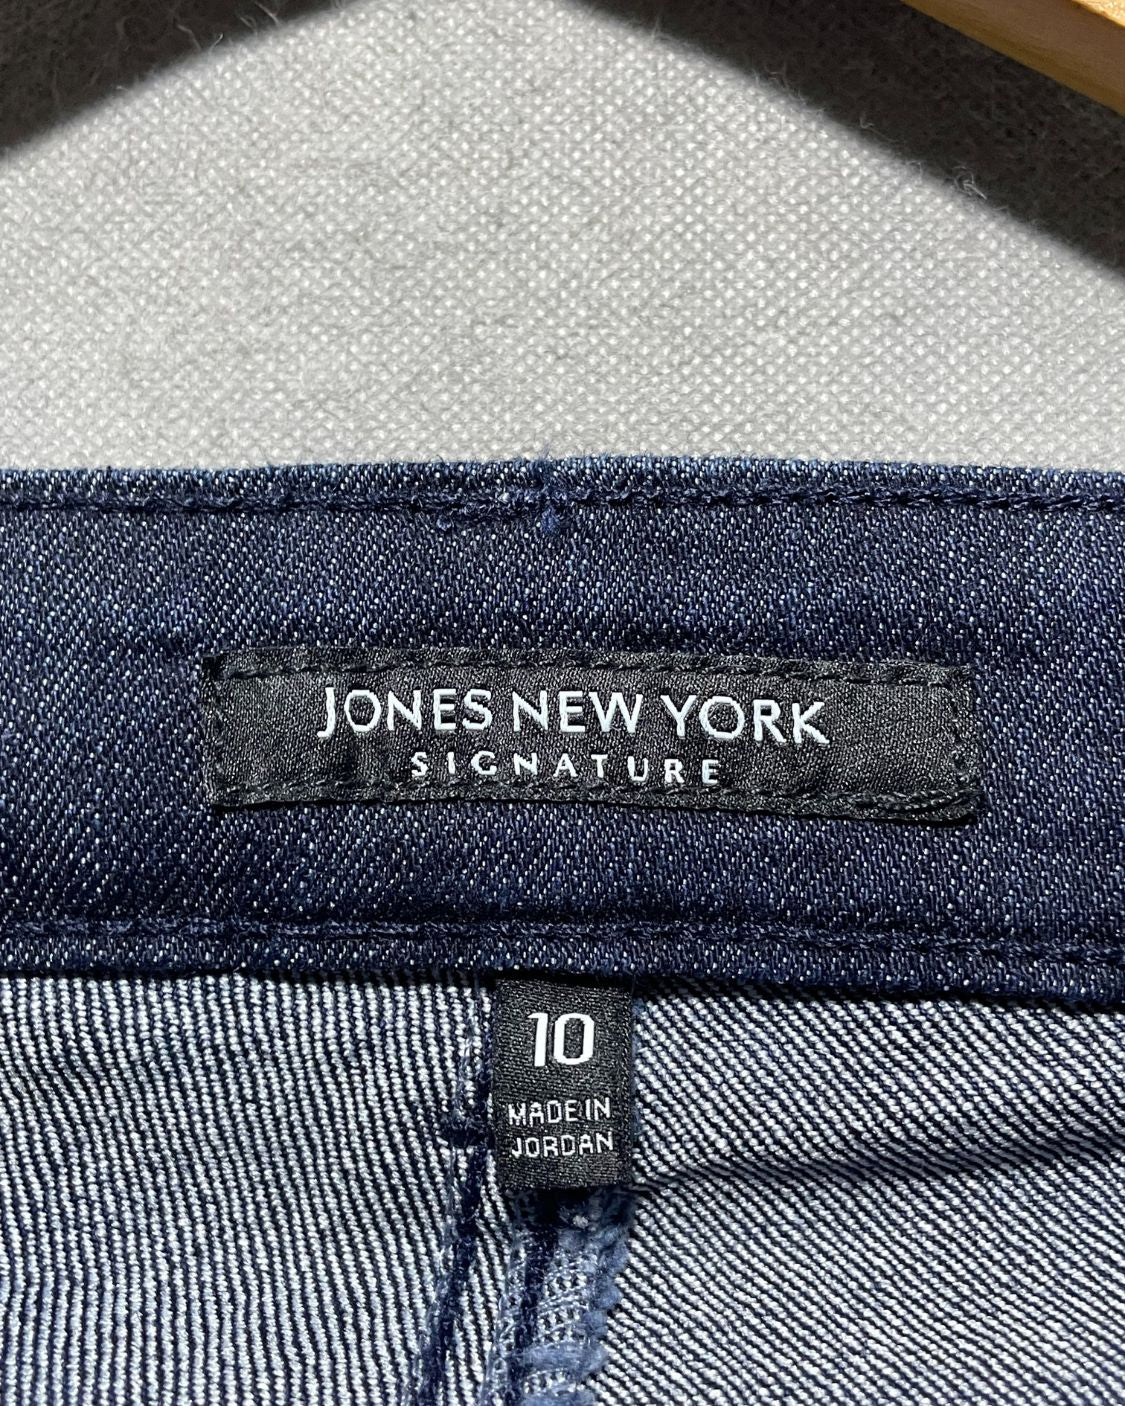 JONES NEW YORK
SIGNATURE
10
MADE IN
JORDAN